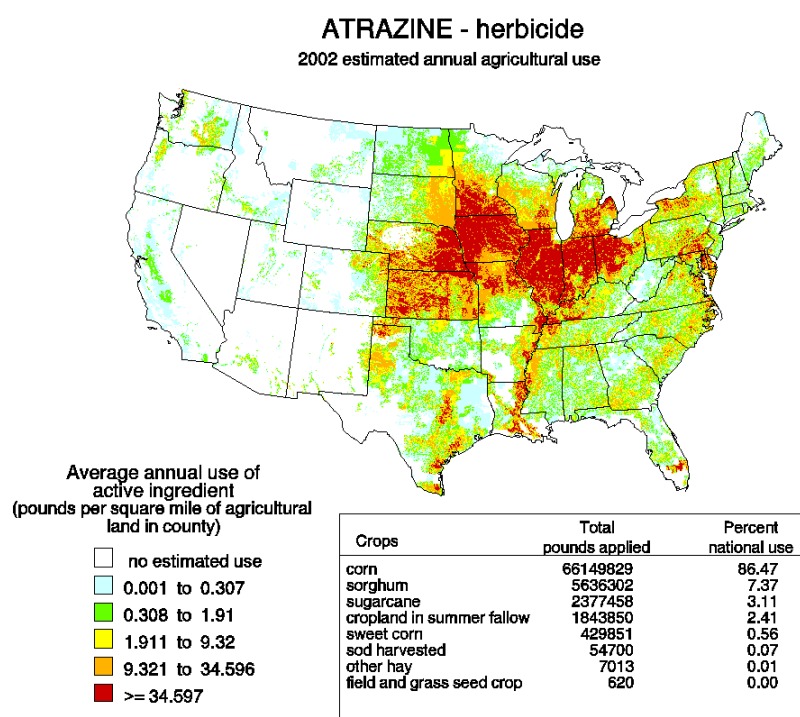 ATRAZINE - herbicide
2002 estimated annual agricultural use
Average annual use of
active ingredient
(pounds per square mile of agricultural
land in county)
no estimated use
0.001 to 0.307
0.308 to 1.91
1.911 to 9.32
9.321 to 34.596
>= 34.597
Crops Total pounds applied Percent national use
corn 66149829 86.47
sorghum 5636302 7.37
sugarcane 2377458 3.11
cropland in summer fallow 1843850 2.41
sweet corn 429851 0.56
sod harvested 54700 0.07
other hay 7013 0.01
field and grass seed crop 620 0.00